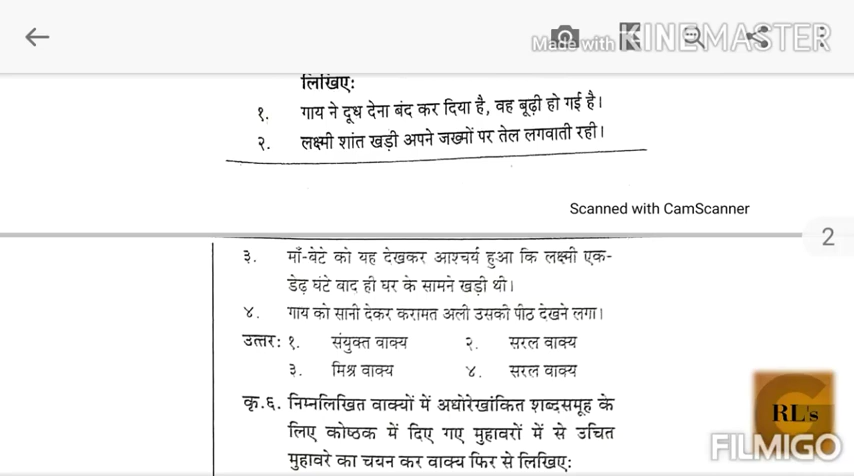 Made with KINEMASTER
लिखिए:
१. गाय ने दूध देना बंद कर दिया है, वह बूढ़ी हो गई है।
२. लक्ष्मी शांत खड़ी अपने जख्मों पर तेल लगवाती रही।
Scanned with CamScanner
2
३. माँ-बेटे को यह देखकर आश्चर्य हुआ कि लक्ष्मी एक-
डेढ़ घंटे बाद ही घर के सामने खड़ी थी।
४. गाय को सानी देकर करामत अली उसकी पीठ देखने लगा।
उत्तर: १. संयुक्त वाक्य २. सरल वाक्य
३. मिश्र वाक्य ४. सरल वाक्य
कृ.६. निम्नलिखित वाक्यों में अधोरेखांकित शब्दसमूह के
लिए कोष्ठक में दिए गए मुहावरों में से उचित
मुहावरे का चयन कर वाक्य फिर से लिखिए:
RL's
FILMIGO